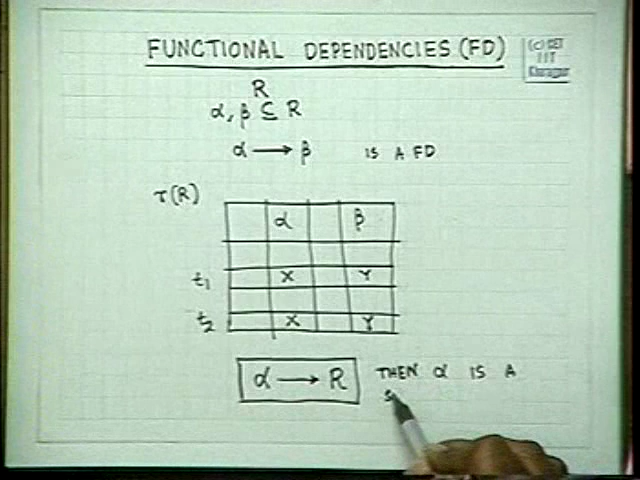 FUNCTIONAL DEPENDENCIES (FD)
(C) CET
IIT
Kharagpur
R
α, β ⊆ R
α → β IS A FD
r(R)
α β
t₁ X Y
t₂ X Y
α → R THEN α IS A
S